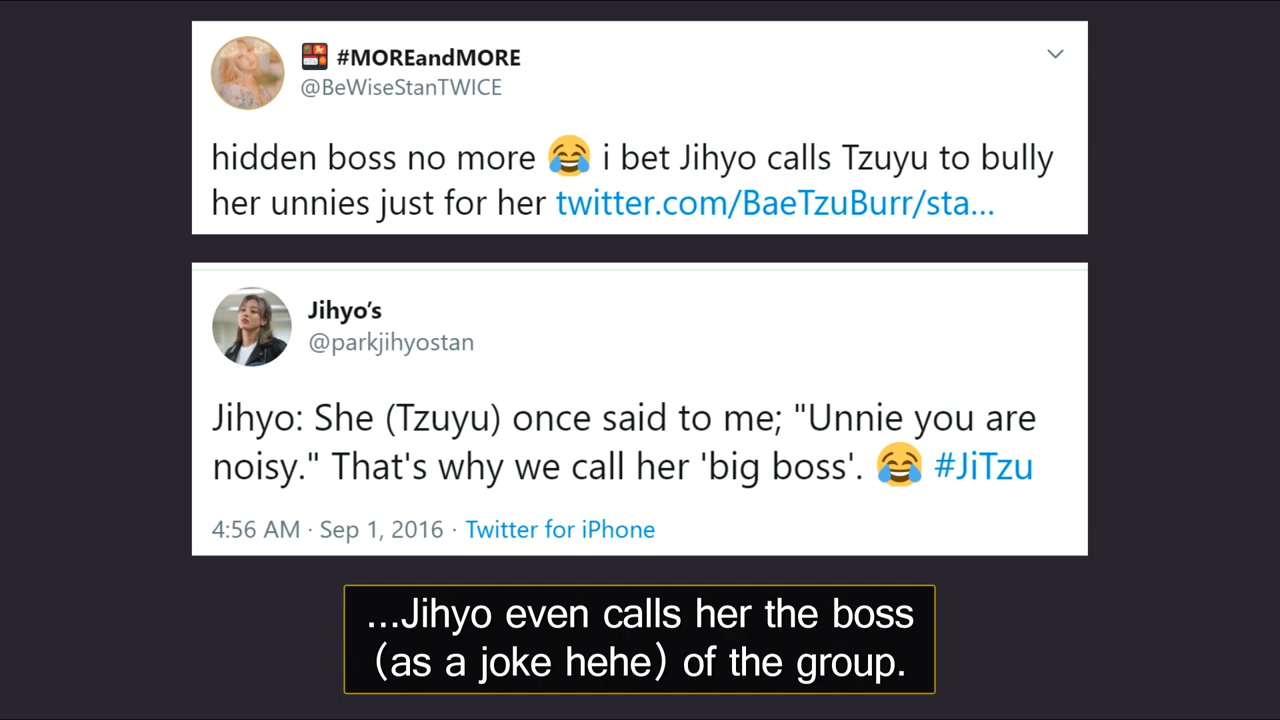 🍱 #MOREandMORE
@BeWiseStanTWICE
hidden boss no more 😂 i bet Jihyo calls Tzuyu to bully
her unnies just for her twitter.com/BaeTzuBurr/sta...
Jihyo’s
@parkjihyostan
Jihyo: She (Tzuyu) once said to me; "Unnie you are
noisy." That's why we call her 'big boss'. 😂 #JiTzu
4:56 AM · Sep 1, 2016 · Twitter for iPhone
...Jihyo even calls her the boss
(as a joke hehe) of the group.